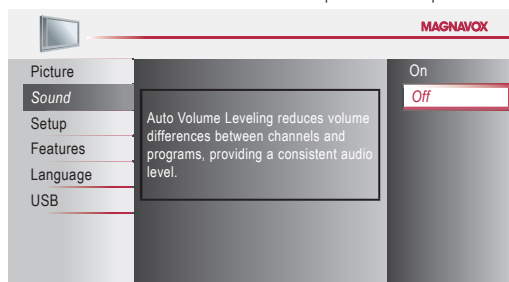 MAGNAVOX
Picture
Sound
Setup
Features
Language
USB
Auto Volume Leveling reduces volume
differences between channels and
programs, providing a consistent audio
level.
On
Off